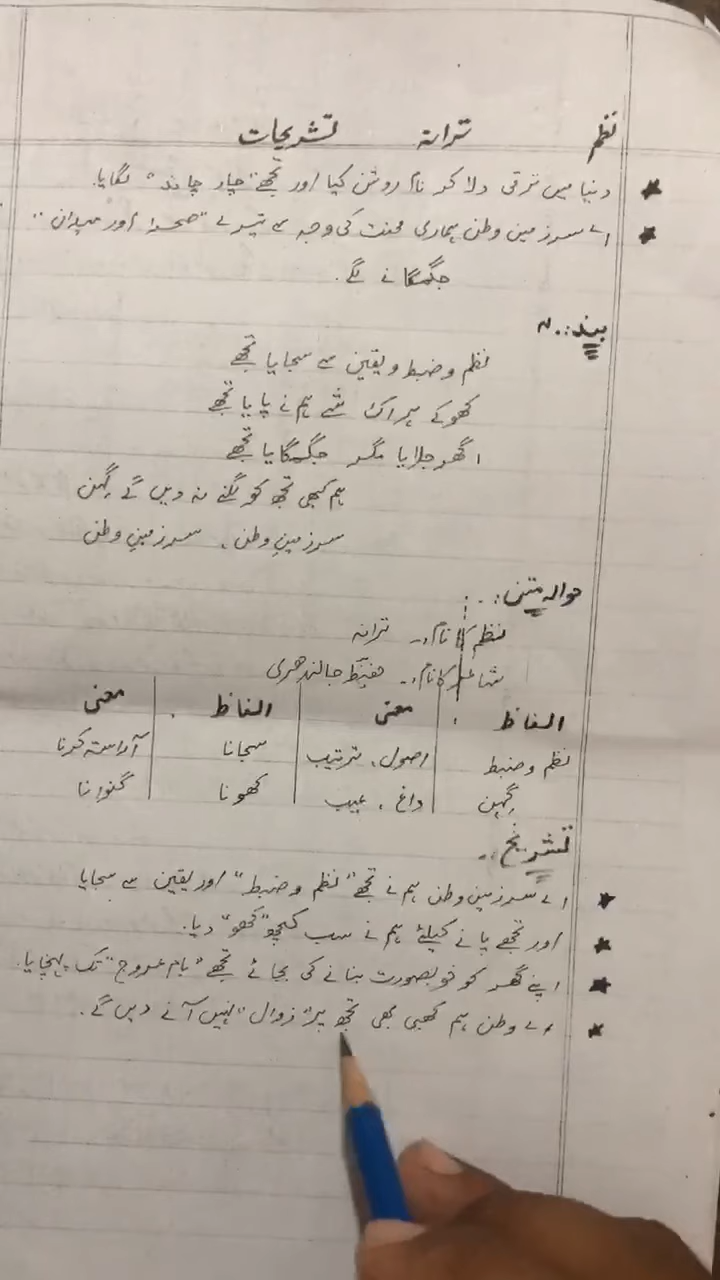 نظم ترانہ تشریحات
★ دنیا میں ترقی دلا کر نام روشن کیا اور تجھے "چار چاند" لگایا۔
★ اے سرزمین وطن ہماری محنت کی وجہ سے تیرے "صحرا اور میدان"
جگمگانے لگے۔
بند:۔ ۳
نظم و ضبط و یقین سے سجایا تجھے
کھو کے ہر اک شے ہم نے پایا تجھے
اگھر جلایا مگر جگمگایا تجھے
ہم کبھی تجھ کو لگنے نہ دیں گے گہن
سرزمینِ وطن، سرزمینِ وطن
حوالہ متن:۔
نظم کا نام:۔ ترانہ
شاعر کا نام:۔ حفیظ جالندھری
الفاظ معنی الفاظ معنی
نظم و ضبط اصول، ترتیب سجانا آراستہ کرنا
گہن داغ، عیب کھونا گنوانا
تشریح:۔
★ اے سرزمین وطن ہم نے تجھے "نظم و ضبط" اور یقین سے سجایا
★ اور تجھے پانے کیلئے ہم نے سب کچھ "کھو" دیا۔
★ اپنے گھر کو خوبصورت بنانے کی بجائے تجھے "بام عروج" تک پہنچایا۔
★ اے وطن ہم کبھی بھی تجھ پر "زوال" نہیں آنے دیں گے۔